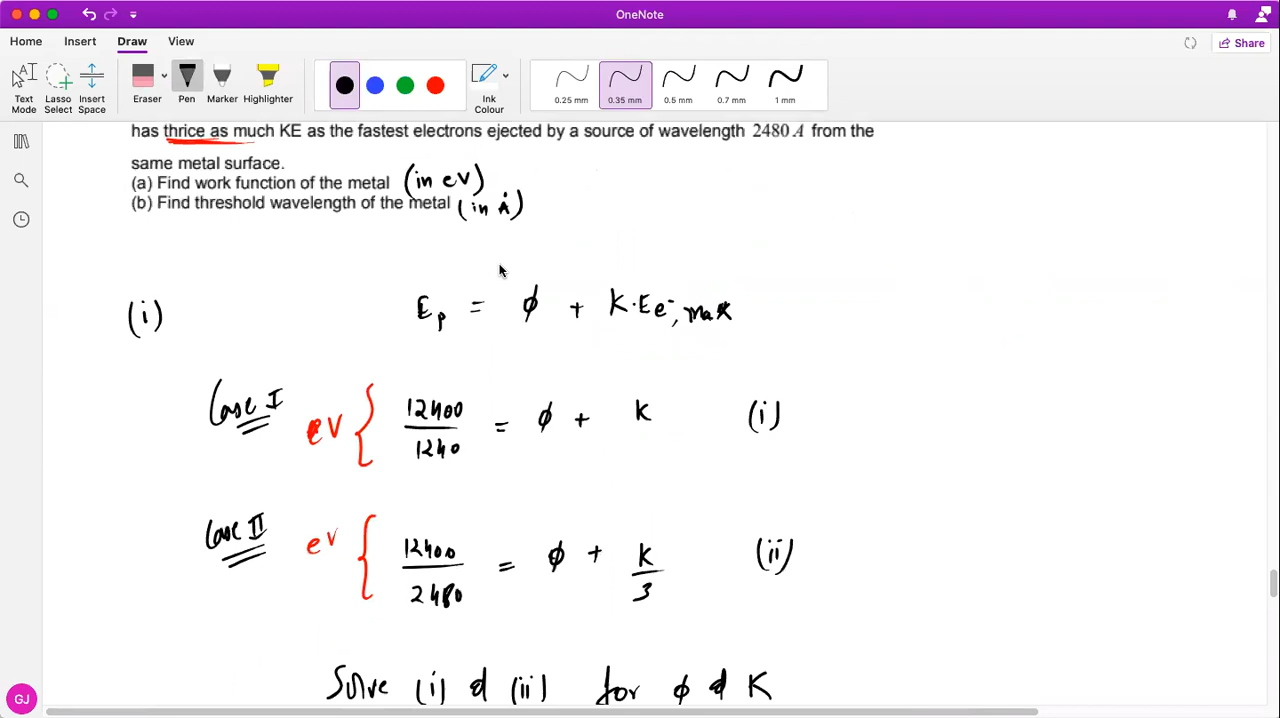 OneNote
Home Insert Draw View
Share
Text Mode
Lasso Select
Insert Space
Eraser
Pen
Marker
Highlighter
Ink Colour
0.25 mm
0.35 mm
0.5 mm
0.7 mm
1 mm
has thrice as much KE as the fastest electrons ejected by a source of wavelength 2480 A from the
same metal surface.
(a) Find work function of the metal (in eV)
(b) Find threshold wavelength of the metal (in Å)
(i) Ep = ϕ + K.Ee-, max
Case I eV { 12400/1240 = ϕ + K (i)
Case II eV { 12400/2480 = ϕ + K/3 (ii)
Solve (i) & (ii) for ϕ & K
GJ